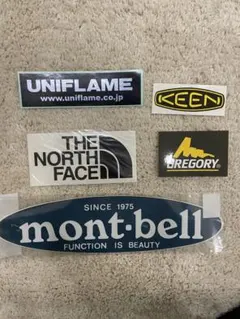 UNIFLAME
www.uniflame.co.jp
KEEN
THE
NORTH
FACE
GREGORY
SINCE 1975
mont-bell
FUNCTION IS BEAUTY